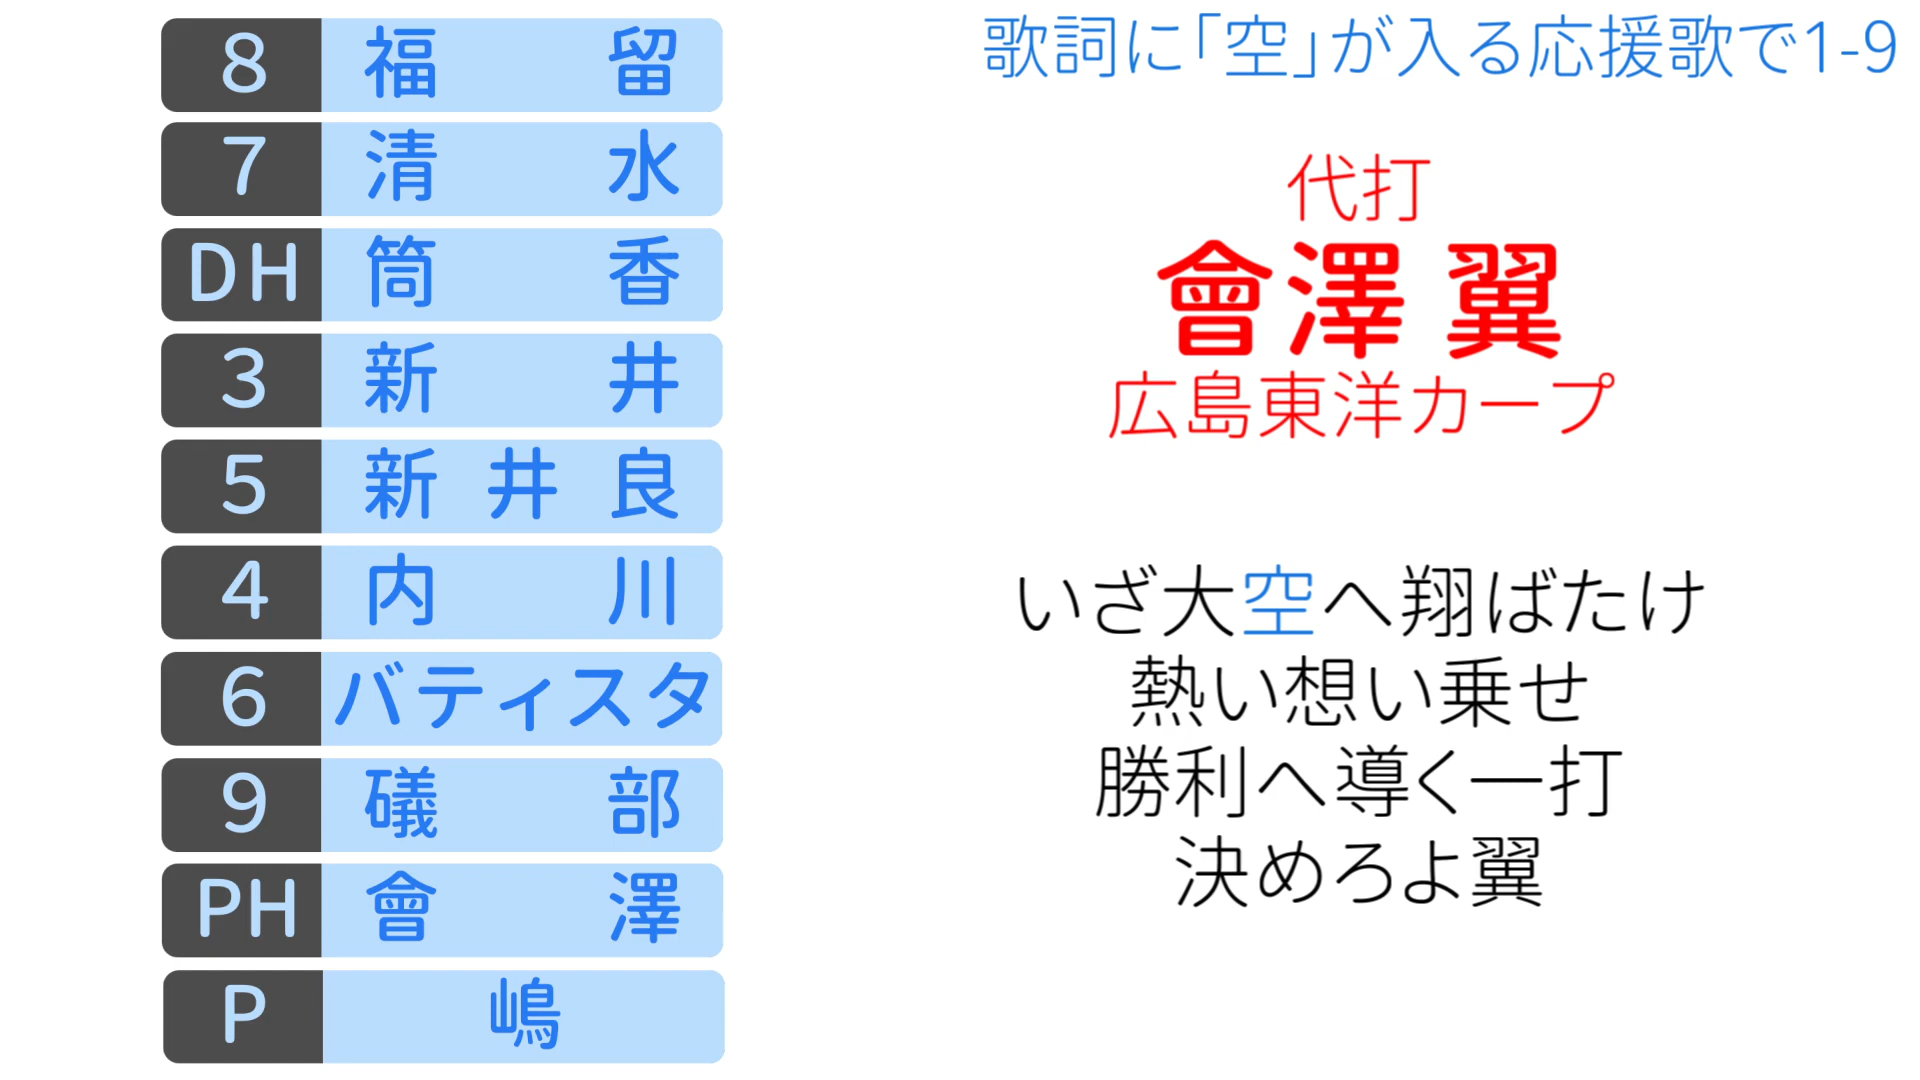 8 福留
7 清水
DH 筒香
3 新井
5 新井良
4 内川
6 バティスタ
9 礒部
PH 會澤
P 嶋
歌詞に「空」が入る応援歌で1-9
代打
會澤 翼
広島東洋カープ
いざ大空へ翔ばたけ
熱い想い乗せ
勝利へ導く一打
決めろよ翼